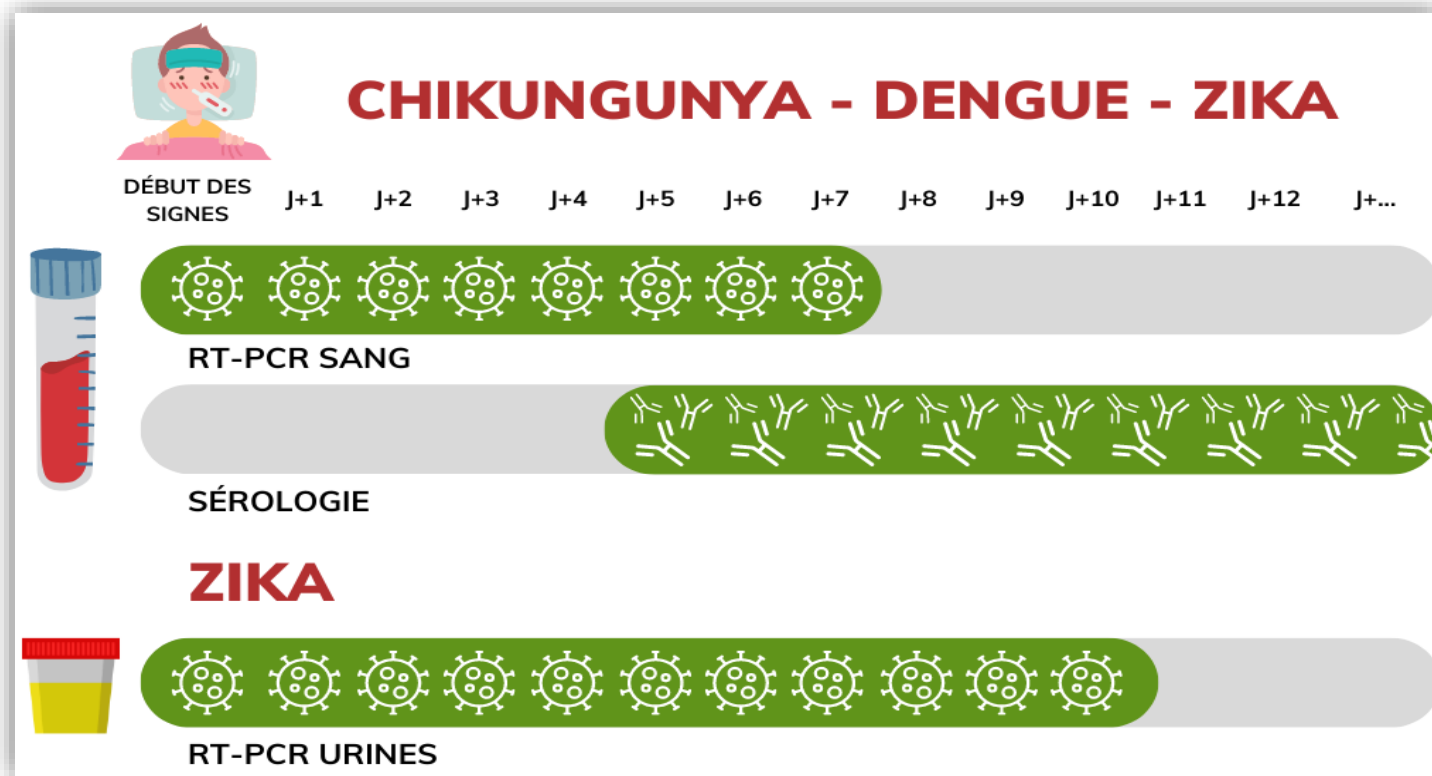 CHIKUNGUNYA - DENGUE - ZIKA
DÉBUT DES
SIGNES
J+1 J+2 J+3 J+4 J+5 J+6 J+7 J+8 J+9 J+10 J+11 J+12 J+...
RT-PCR SANG
SÉROLOGIE
ZIKA
RT-PCR URINES